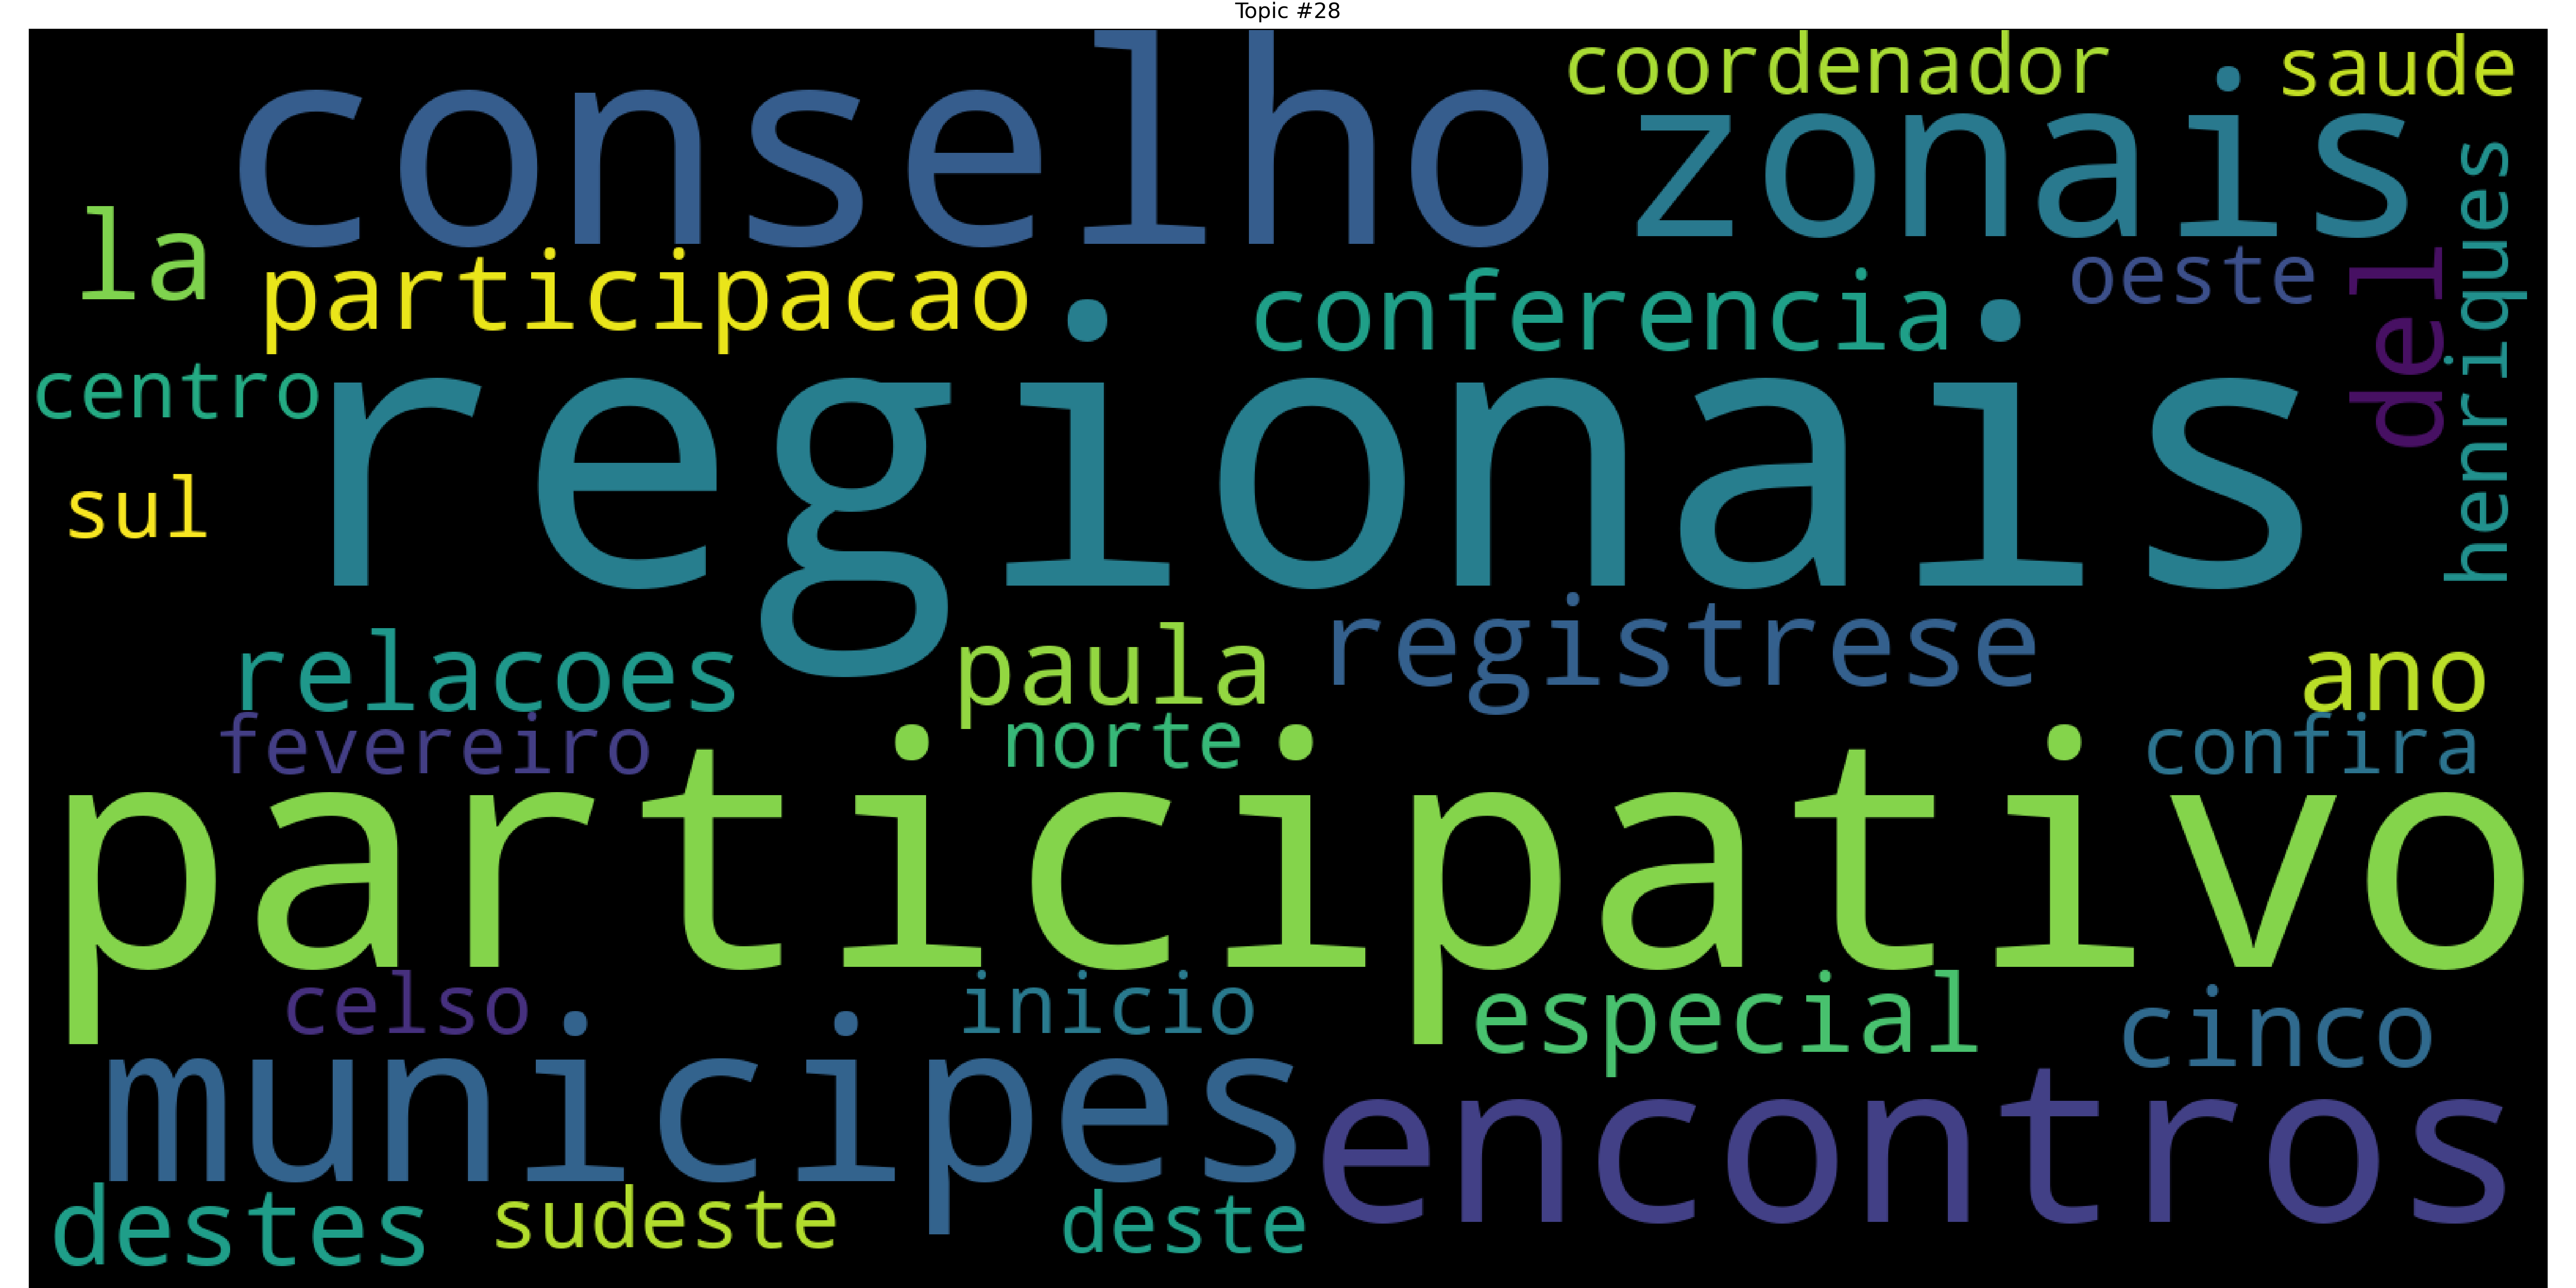 Topic #28
conselho
coordenador
saude
zonais
la
participacao
conferencia
oeste
del
henriques
centro
regionais
sul
relacoes
paula
registrese
ano
fevereiro
norte
confira
participativo
celso
inicio
especial
cinco
municipes
encontros
destes
sudeste
deste